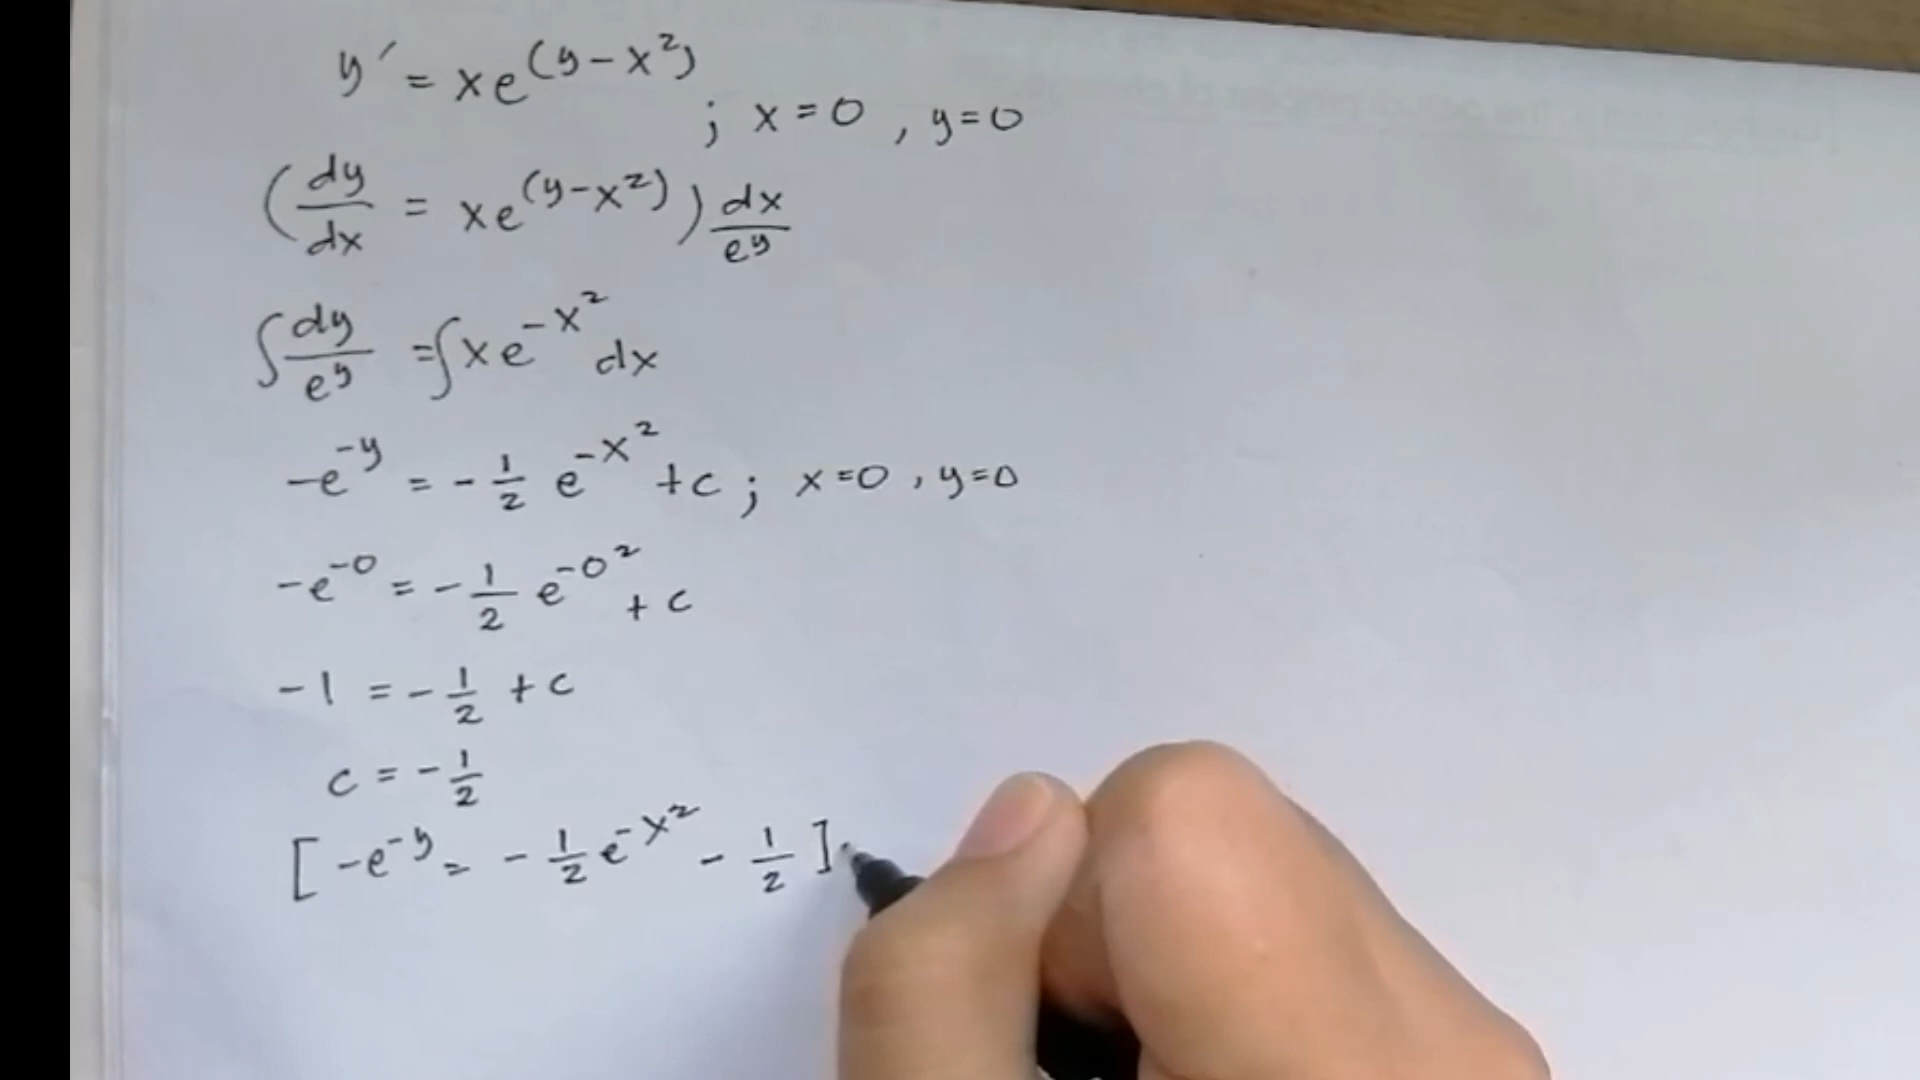 y' = xe^(y-x²) ; x=0 , y=0
(dy/dx = xe^(y-x²)) dx/e^y
∫ dy/e^y = ∫ xe^-x² dx
-e^-y = - 1/2 e^-x² + c ; x=0 , y=0
-e^-0 = - 1/2 e^-0² + c
-1 = - 1/2 + c
c = - 1/2
[ -e^-y = - 1/2 e^-x² - 1/2 ]